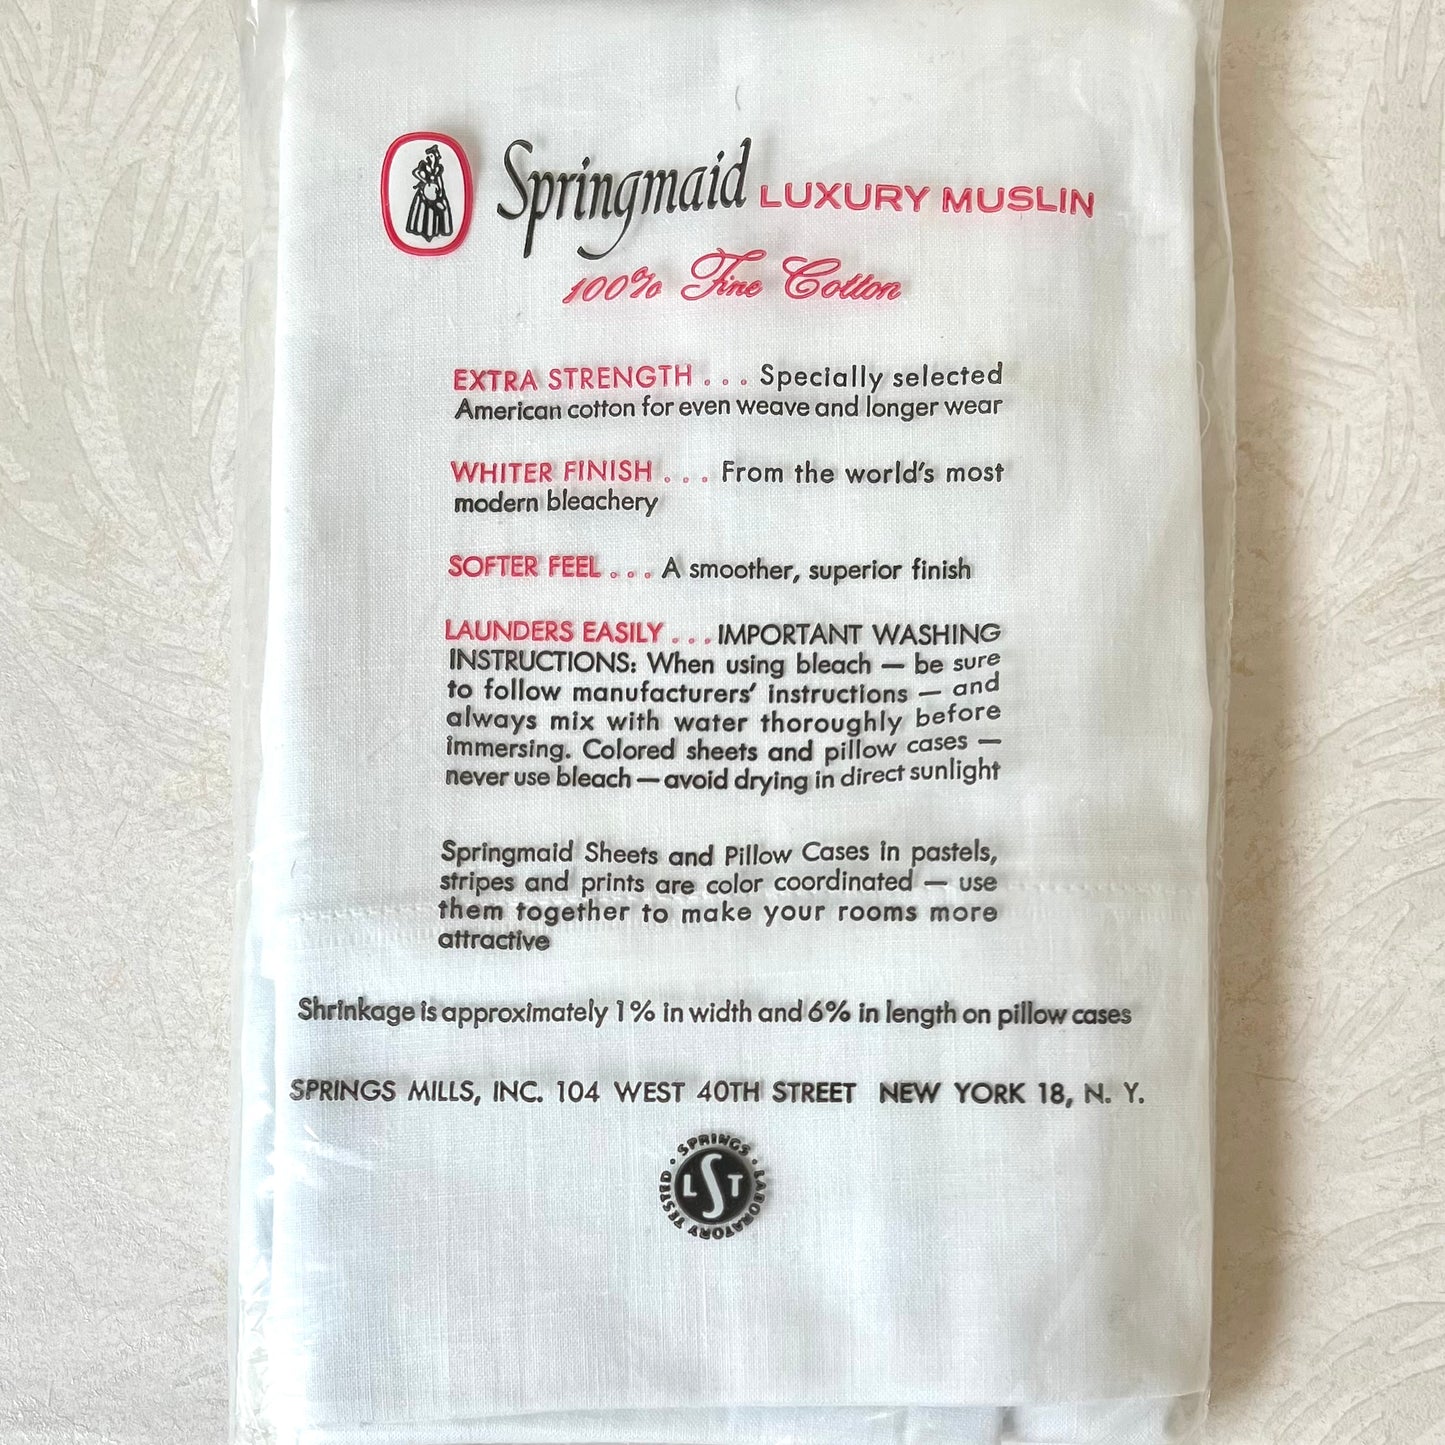 Springmaid LUXURY MUSLIN
100% Fine Cotton
EXTRA STRENGTH . . . Specially selected
American cotton for even weave and longer wear
WHITER FINISH . . . From the world's most
modern bleachery
SOFTER FEEL . . . A smoother, superior finish
LAUNDERS EASILY . . . IMPORTANT WASHING
INSTRUCTIONS: When using bleach — be sure
to follow manufacturers' instructions — and
always mix with water thoroughly before
immersing. Colored sheets and pillow cases —
never use bleach — avoid drying in direct sunlight
Springmaid Sheets and Pillow Cases in pastels,
stripes and prints are color coordinated — use
them together to make your rooms more
attractive
Shrinkage is approximately 1% in width and 6% in length on pillow cases
SPRINGS MILLS, INC. 104 WEST 40TH STREET NEW YORK 18, N. Y.
· SPRINGS · LABORATORY TESTED
LST